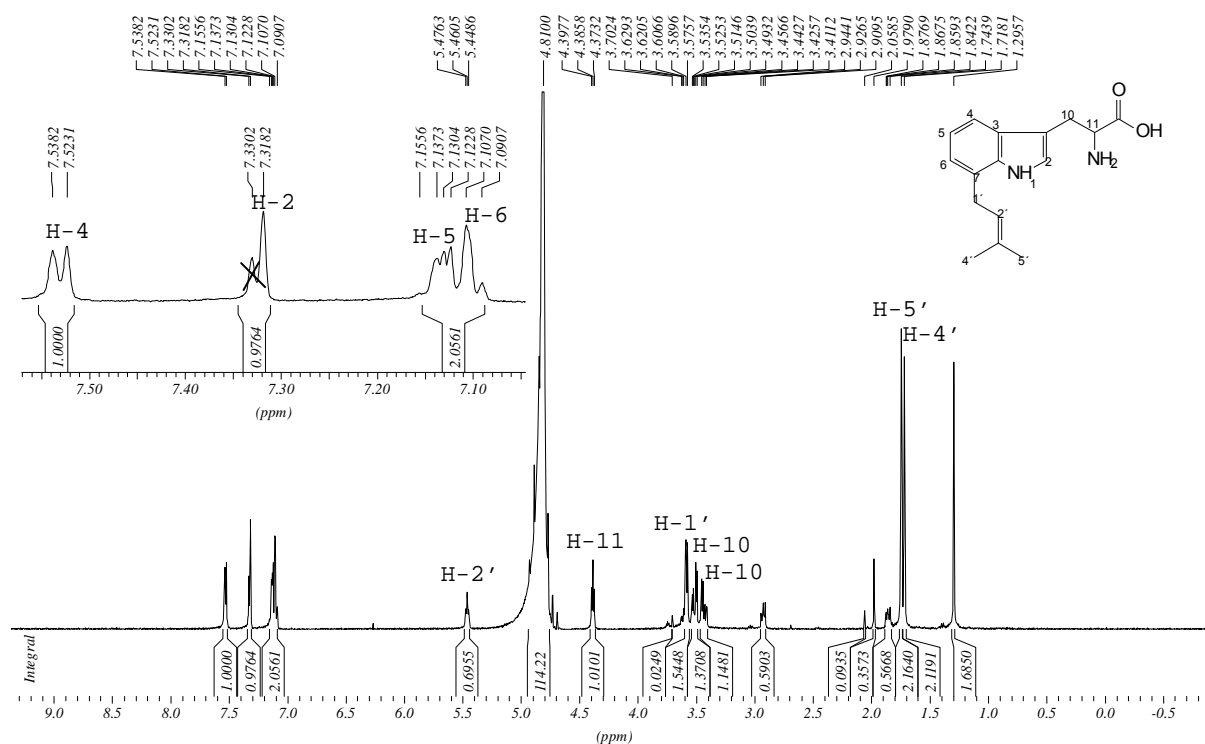 7.5382 7.5231 7.3302 7.3182 7.1556 7.1373 7.1304 7.1228 7.1070 7.0907 5.4763 5.4605 5.4486 4.8100 4.3977 4.3858 4.3732 3.7024 3.6293 3.6205 3.6066 3.5896 3.5757 3.5354 3.5253 3.5146 3.5039 3.4932 3.4566 3.4427 3.4257 3.4112 2.9441 2.9265 2.9095 2.0585 1.9790 1.8769 1.8675 1.8593 1.8422 1.7439 1.7181 1.2957
7.5382 7.5231 7.3302 7.3182 7.1556 7.1373 7.1304 7.1228 7.1070 7.0907
O
OH
NH2
10
11
4
3
5
2
6
NH
1
7
1´
2´
4´
5´
H-4
H-2
H-5
H-6
1.0000 0.9764 2.0561
7.50 7.40 7.30 7.20 7.10
(ppm)
H-5′
H-4′
H-2′
H-11
H-1′
H-10
H-10
Integral
1.0000 0.9764 2.0561 0.6955 114.22 1.0101 0.0249 1.5448 1.3708 1.1481 0.5903 0.0935 0.3573 0.5668 2.1640 2.1191 1.6850
9.0 8.5 8.0 7.5 7.0 6.5 6.0 5.5 5.0 4.5 4.0 3.5 3.0 2.5 2.0 1.5 1.0 0.5 0.0 -0.5
(ppm)